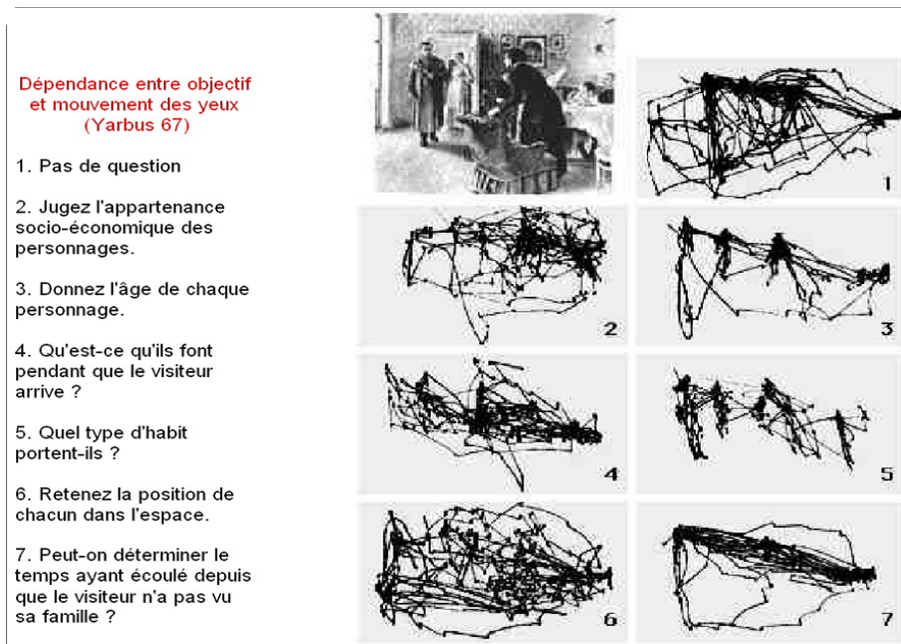 Dépendance entre objectif
et mouvement des yeux
(Yarbus 67)
1. Pas de question
2. Jugez l'appartenance
socio-économique des
personnages.
3. Donnez l'âge de chaque
personnage.
4. Qu'est-ce qu'ils font
pendant que le visiteur
arrive ?
5. Quel type d'habit
portent-ils ?
6. Retenez la position de
chacun dans l'espace.
7. Peut-on déterminer le
temps ayant écoulé depuis
que le visiteur n'a pas vu
sa famille ?
1
2
3
4
5
6
7